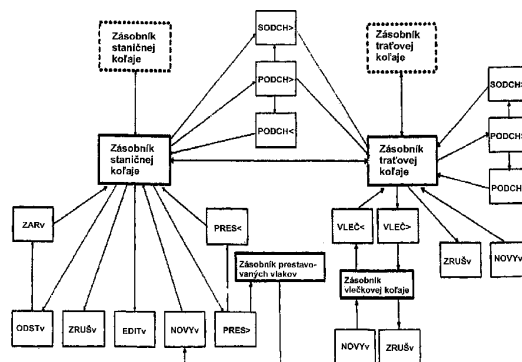 Zásobník
staničnej
koľaje
SODCH>
Zásobník
traťovej
koľaje
PODCH>
SODCH>
PODCH<
PODCH>
Zásobník
staničnej
koľaje
Zásobník
traťovej
koľaje
PODCH<
ZARv
PRES<
VLEČ<
VLEČ>
Zásobník prestavo-
vaných vlakov
ZRUŠv
NOVYv
Zásobník
vlečkovej koľaje
ODSTv
ZRUŠv
EDITv
NOVYv
PRES>
NOVYv
ZRUŠv